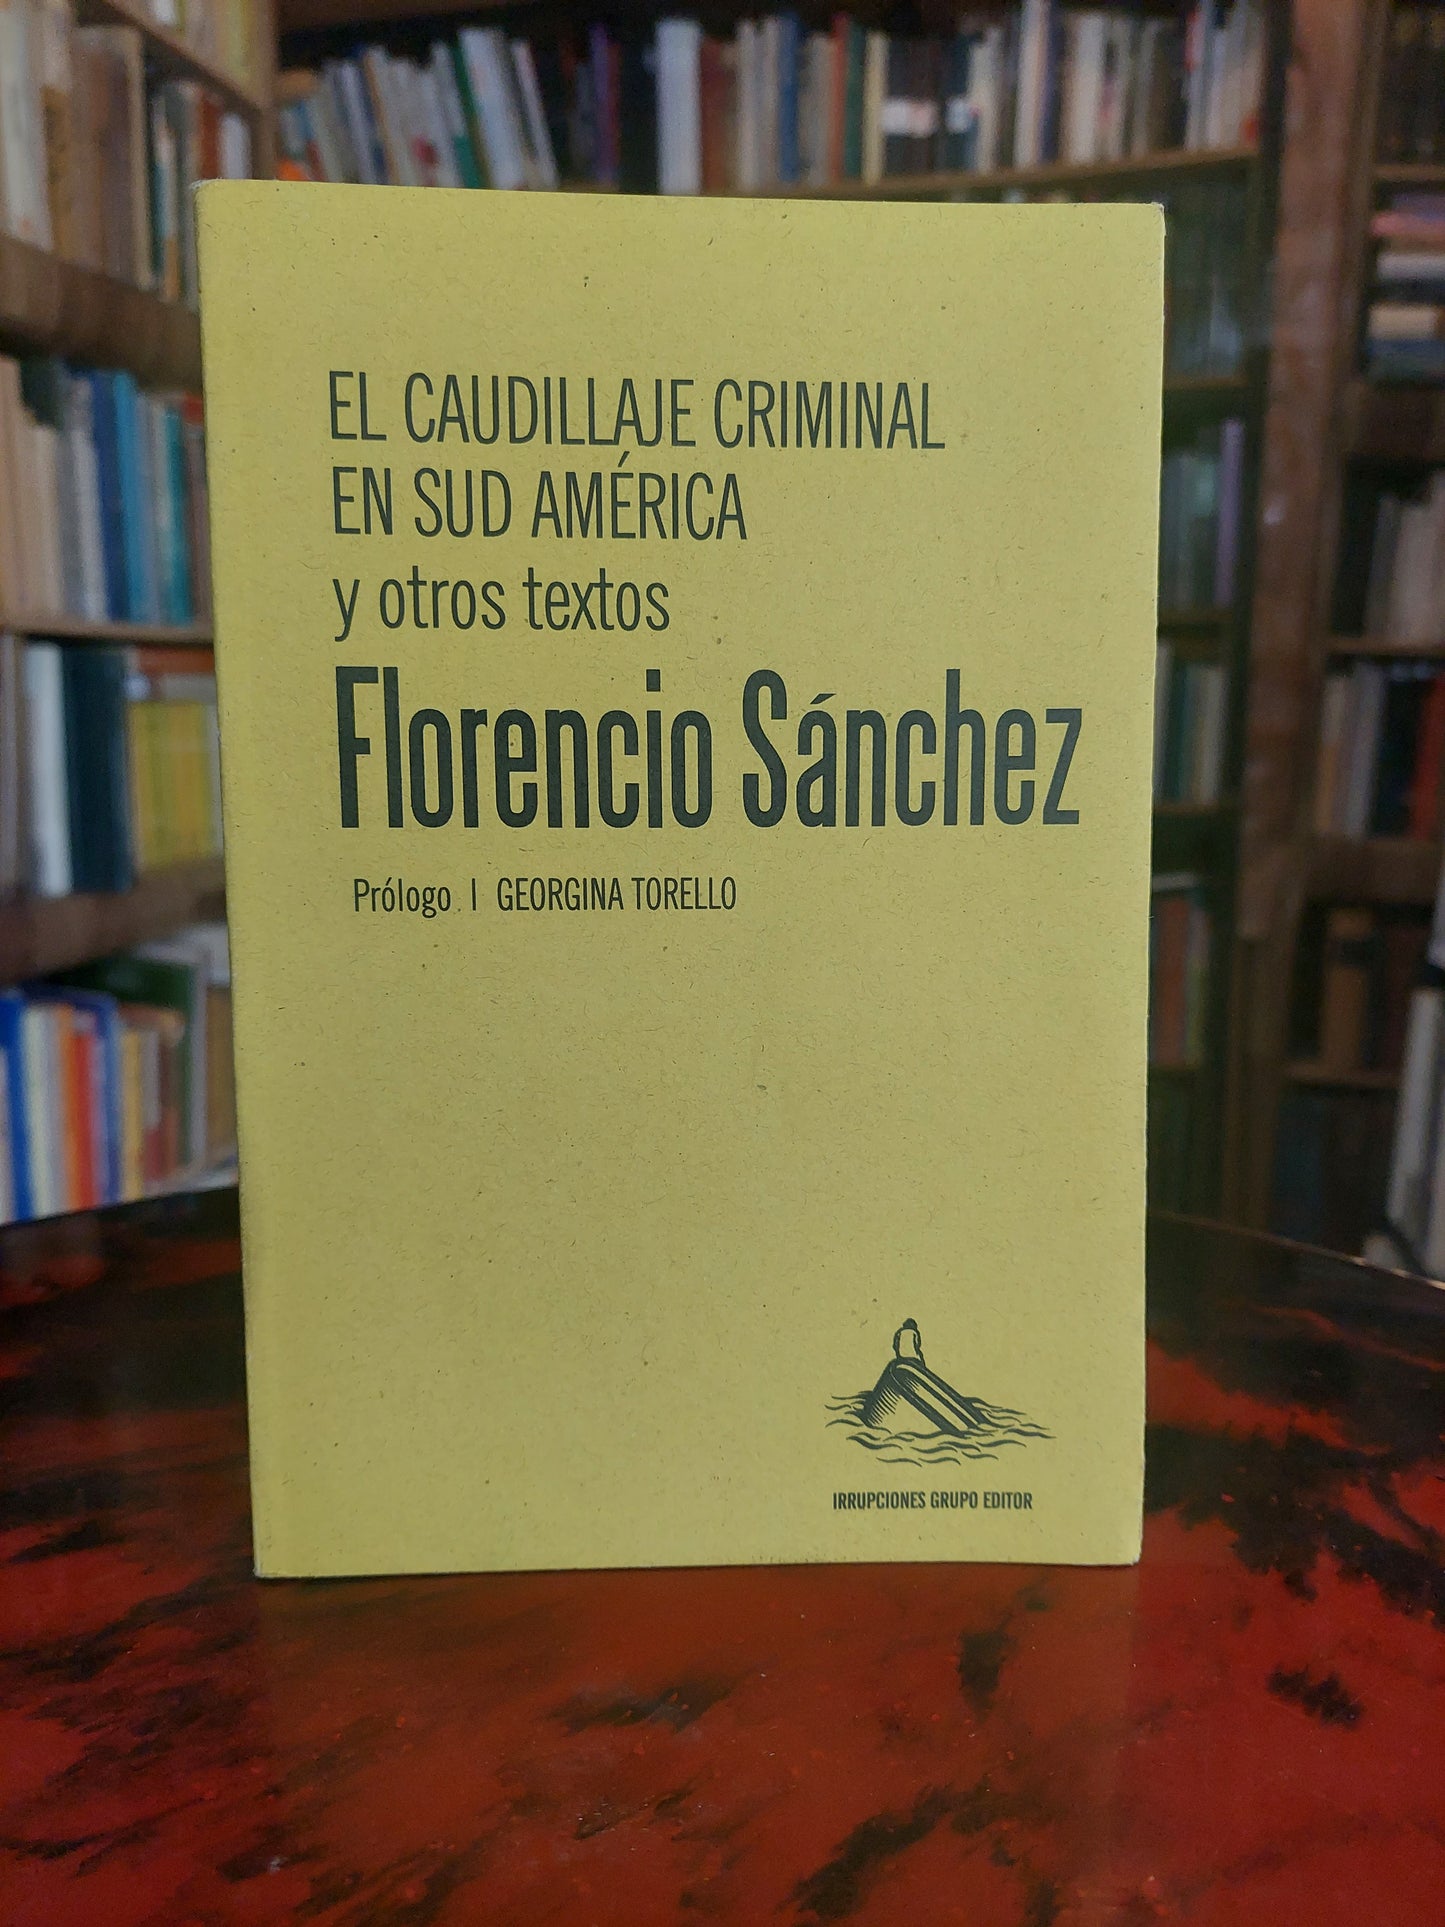 EL CAUDILLAJE CRIMINAL
EN SUD AMÉRICA
y otros textos
Florencio Sánchez
Prólogo | GEORGINA TORELLO
IRRUPCIONES GRUPO EDITOR